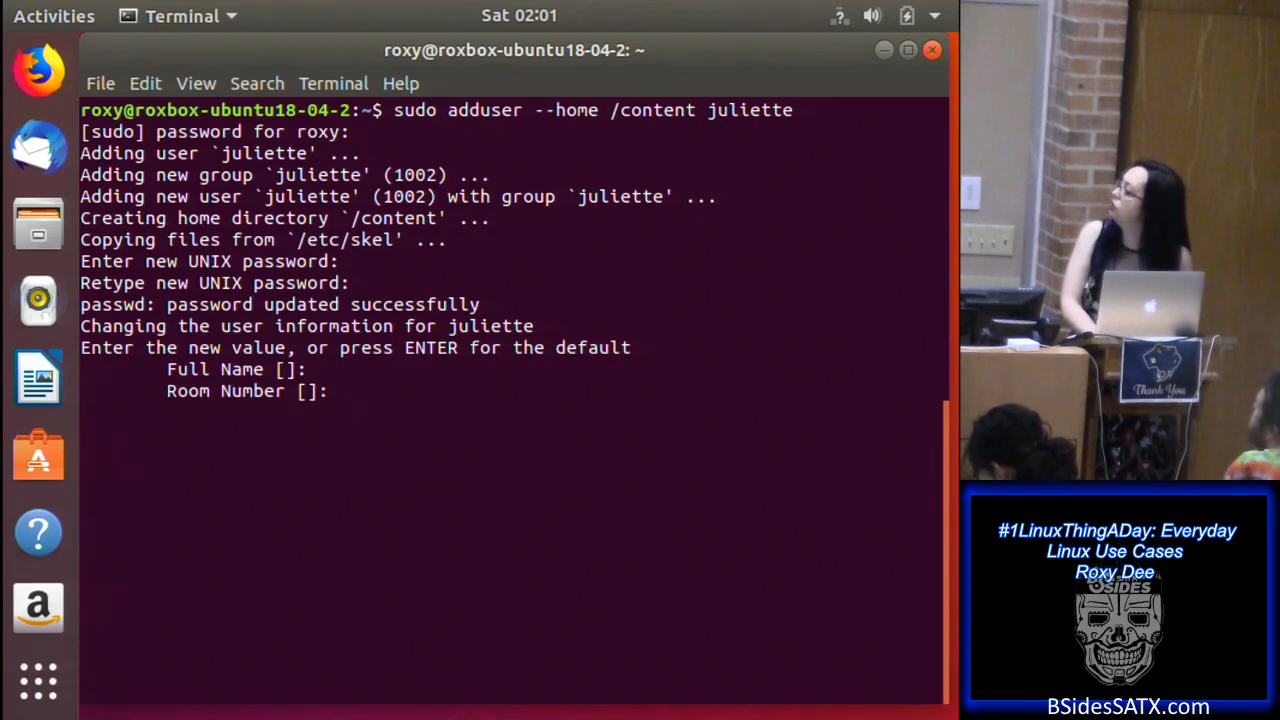 Activities
Terminal
Sat 02:01
roxy@roxbox-ubuntu18-04-2: ~
File Edit View Search Terminal Help
roxy@roxbox-ubuntu18-04-2:~$ sudo adduser --home /content juliette
[sudo] password for roxy:
Adding user `juliette' ...
Adding new group `juliette' (1002) ...
Adding new user `juliette' (1002) with group `juliette' ...
Creating home directory `/content' ...
Copying files from `/etc/skel' ...
Enter new UNIX password:
Retype new UNIX password:
passwd: password updated successfully
Changing the user information for juliette
Enter the new value, or press ENTER for the default
Full Name []:
Room Number []:
Thank You
#1LinuxThingADay: Everyday
Linux Use Cases
Roxy Dee
BSIDES
BSidesSATX.com